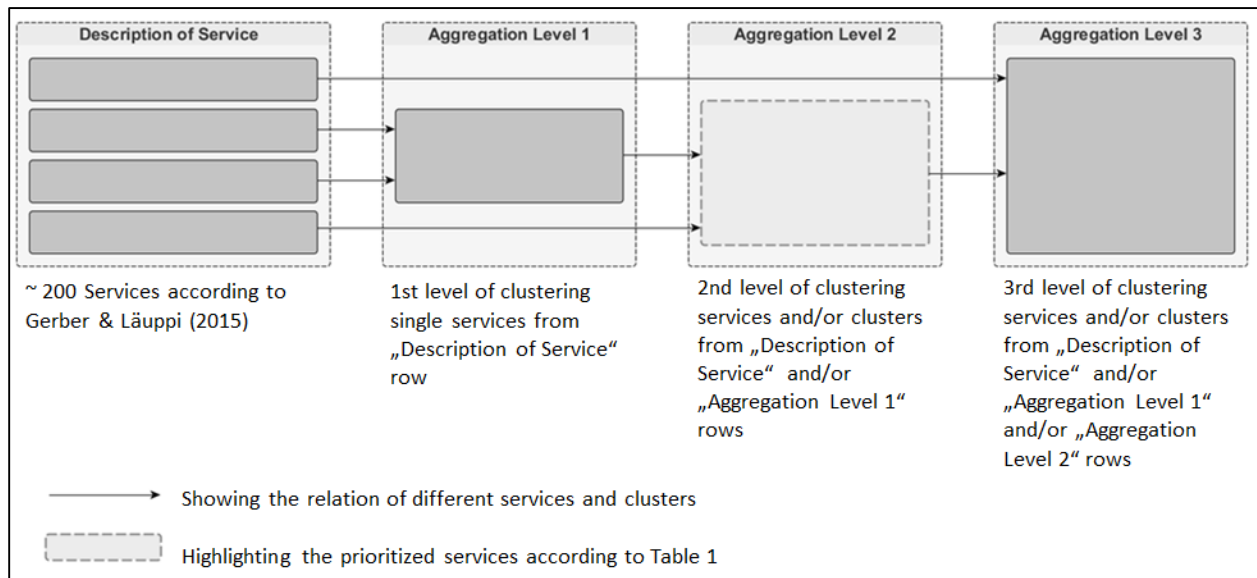 Description of Service
Aggregation Level 1
Aggregation Level 2
Aggregation Level 3
~ 200 Services according to
Gerber & Läuppi (2015)
1st level of clustering
single services from
„Description of Service“
row
2nd level of clustering
services and/or clusters
from „Description of
Service“ and/or
„Aggregation Level 1“
rows
3rd level of clustering
services and/or clusters
from „Description of
Service“ and/or
„Aggregation Level 1“
and/or „Aggregation
Level 2“ rows
Showing the relation of different services and clusters
Highlighting the prioritized services according to Table 1